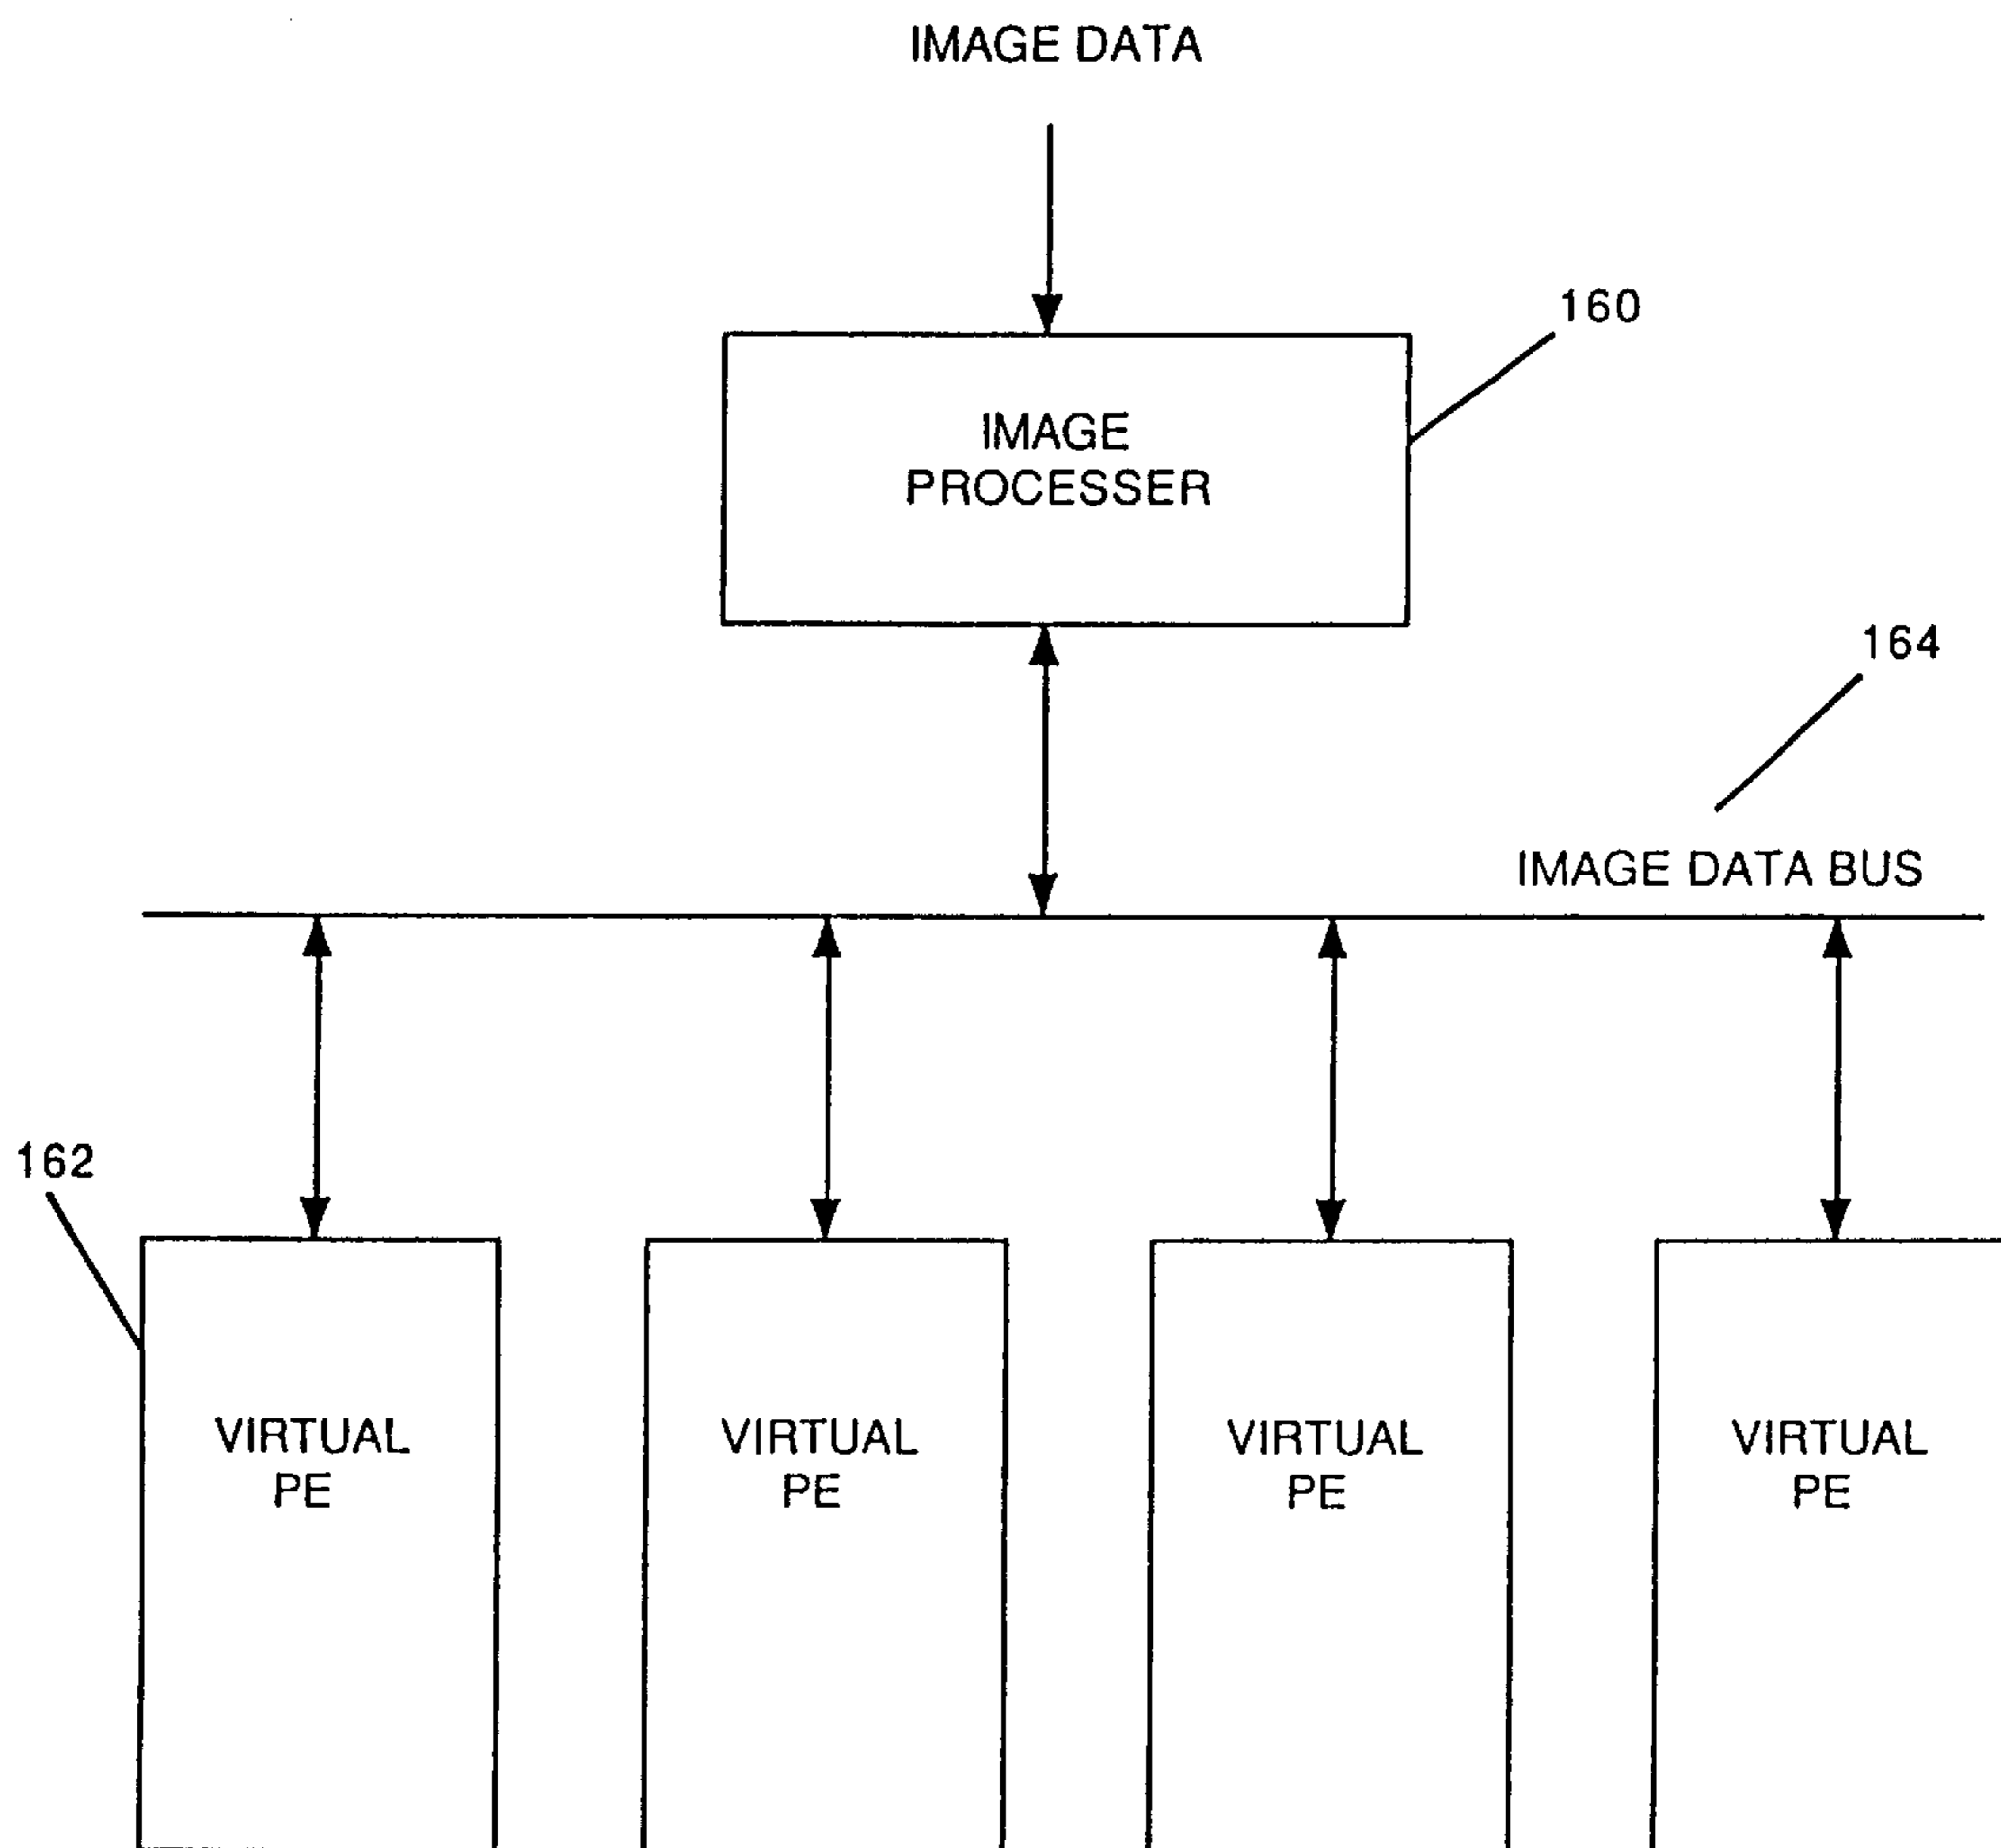 IMAGE DATA
160
IMAGE
PROCESSER
164
IMAGE DATA BUS
162
VIRTUAL
PE
VIRTUAL
PE
VIRTUAL
PE
VIRTUAL
PE